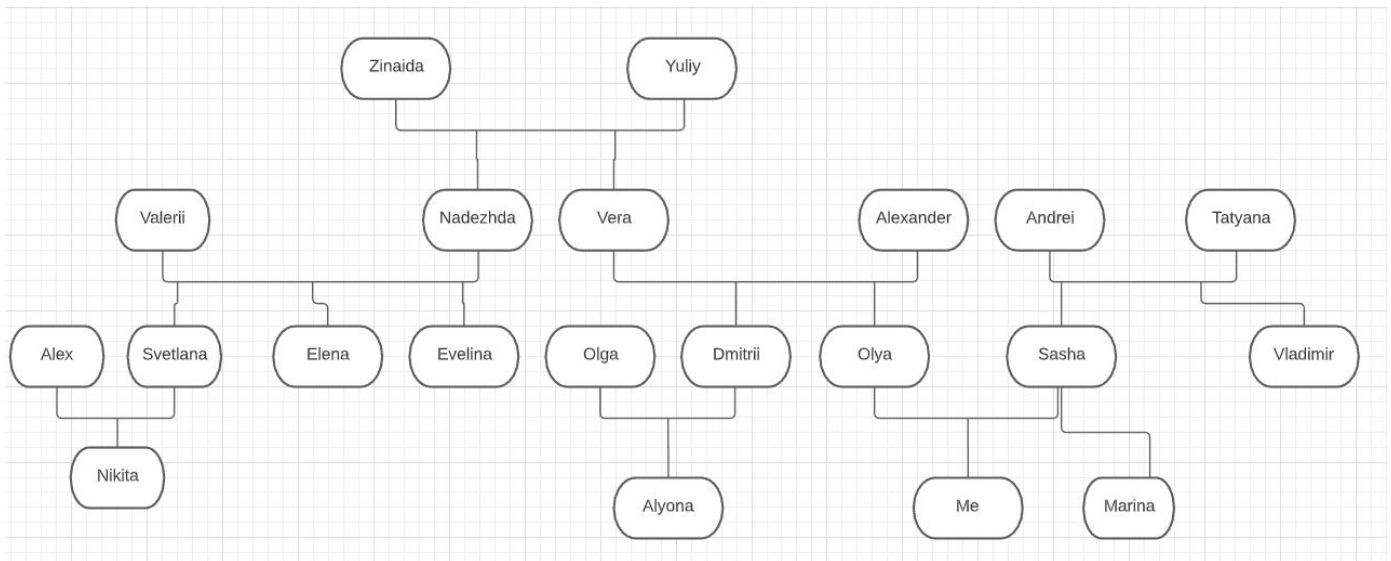 Zinaida
Yuliy
Valerii
Nadezhda
Vera
Alexander
Andrei
Tatyana
Alex
Svetlana
Elena
Evelina
Olga
Dmitrii
Olya
Sasha
Vladimir
Nikita
Alyona
Me
Marina